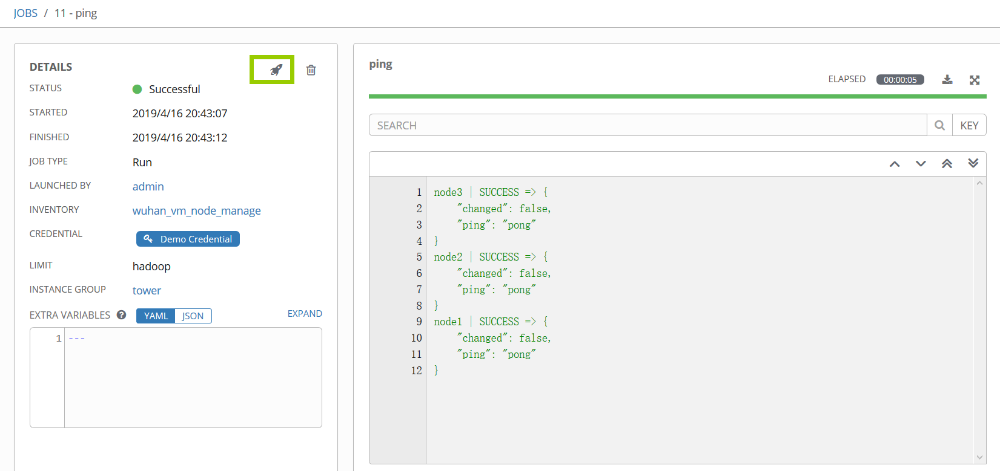 JOBS / 11 - ping
DETAILS
STATUS Successful
STARTED 2019/4/16 20:43:07
FINISHED 2019/4/16 20:43:12
JOB TYPE Run
LAUNCHED BY admin
INVENTORY wuhan_vm_node_manage
CREDENTIAL Demo Credential
LIMIT hadoop
INSTANCE GROUP tower
EXTRA VARIABLES ? YAML JSON EXPAND
1 ---
ping
ELAPSED 00:00:05
SEARCH KEY
1 node3 | SUCCESS => {
2 "changed": false,
3 "ping": "pong"
4 }
5 node2 | SUCCESS => {
6 "changed": false,
7 "ping": "pong"
8 }
9 node1 | SUCCESS => {
10 "changed": false,
11 "ping": "pong"
12 }